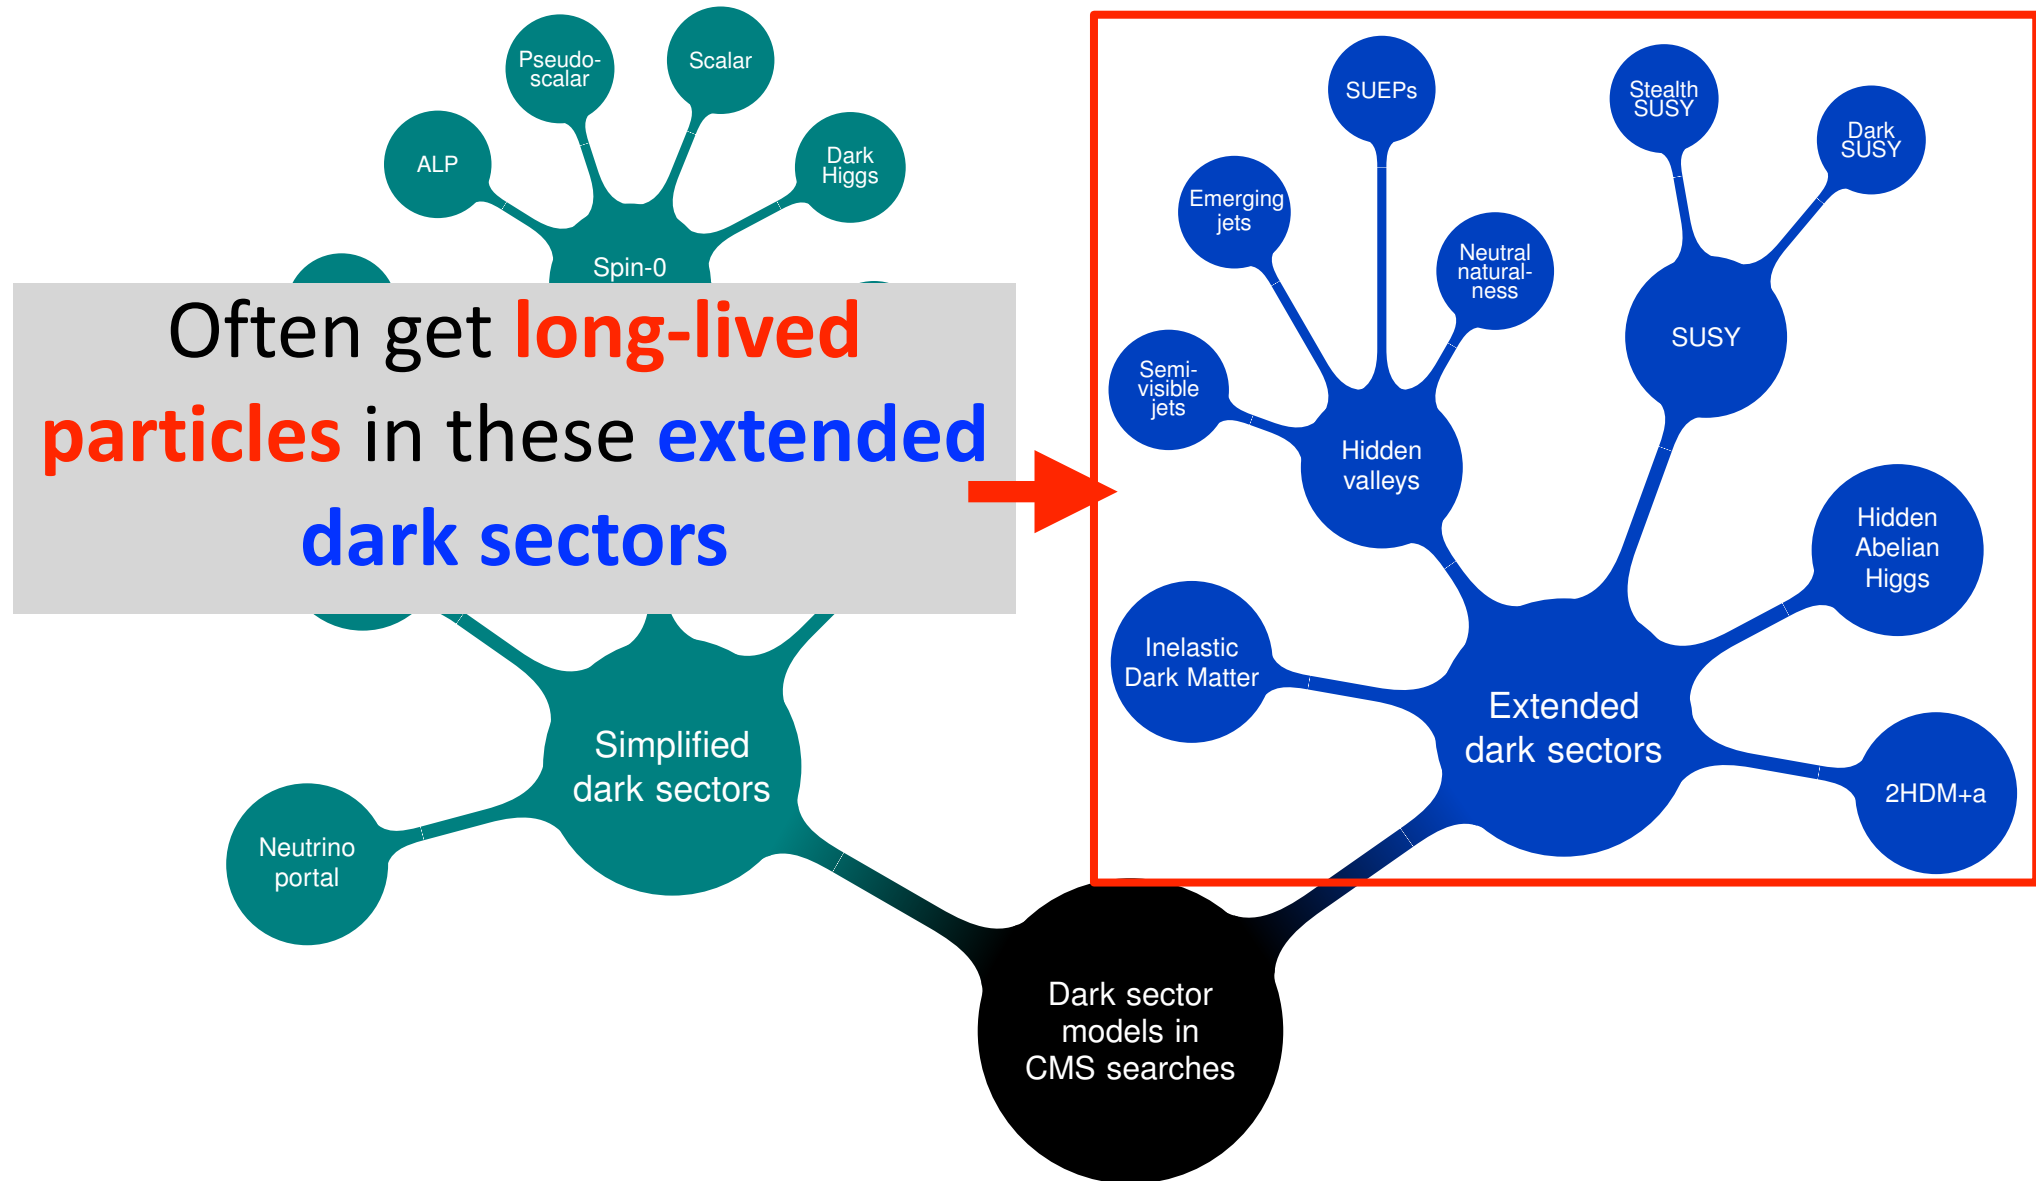 Pseudo-
scalar
Scalar
ALP
Dark
Higgs
Spin-0
Often get long-lived
particles in these extended
dark sectors
Simplified
dark sectors
Neutrino
portal
SUEPs
Stealth
SUSY
Dark
SUSY
Emerging
jets
Neutral
natural-
ness
Semi-
visible
jets
SUSY
Hidden
valleys
Hidden
Abelian
Higgs
Inelastic
Dark Matter
Extended
dark sectors
2HDM+a
Dark sector
models in
CMS searches